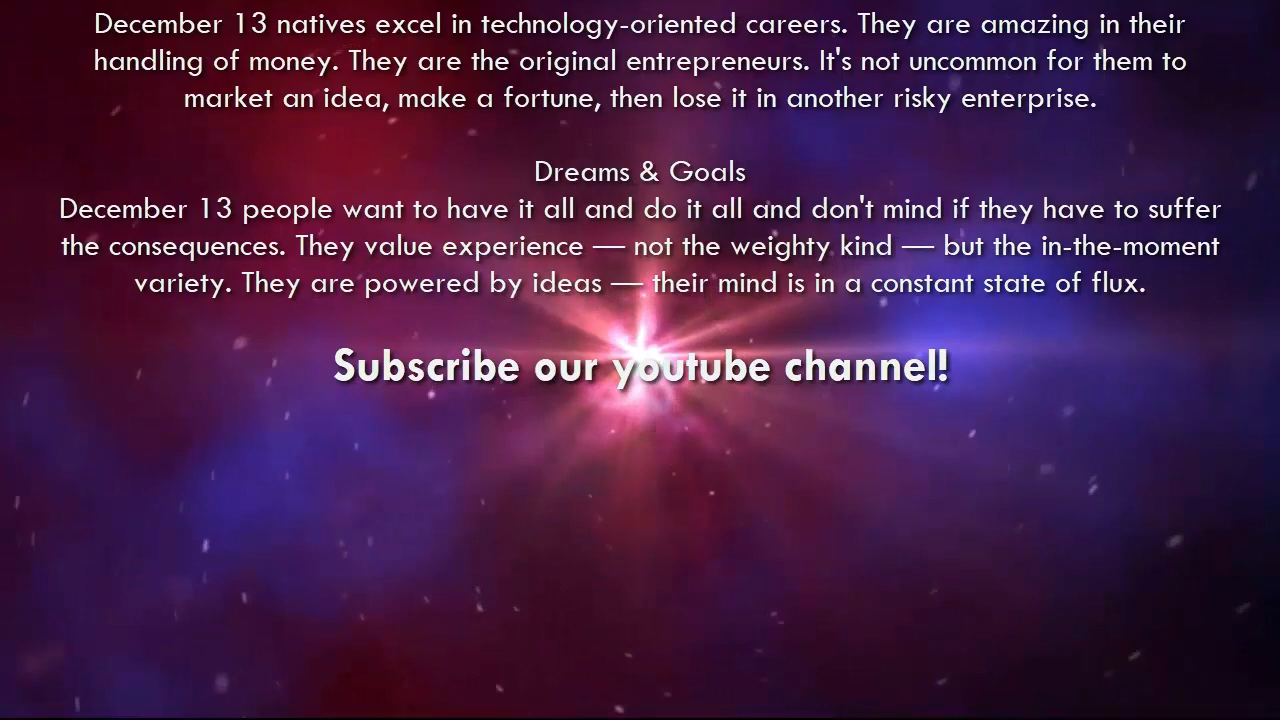 December 13 natives excel in technology-oriented careers. They are amazing in their
handling of money. They are the original entrepreneurs. It's not uncommon for them to
market an idea, make a fortune, then lose it in another risky enterprise.
Dreams & Goals
December 13 people want to have it all and do it all and don't mind if they have to suffer
the consequences. They value experience — not the weighty kind — but the in-the-moment
variety. They are powered by ideas — their mind is in a constant state of flux.
Subscribe our youtube channel!